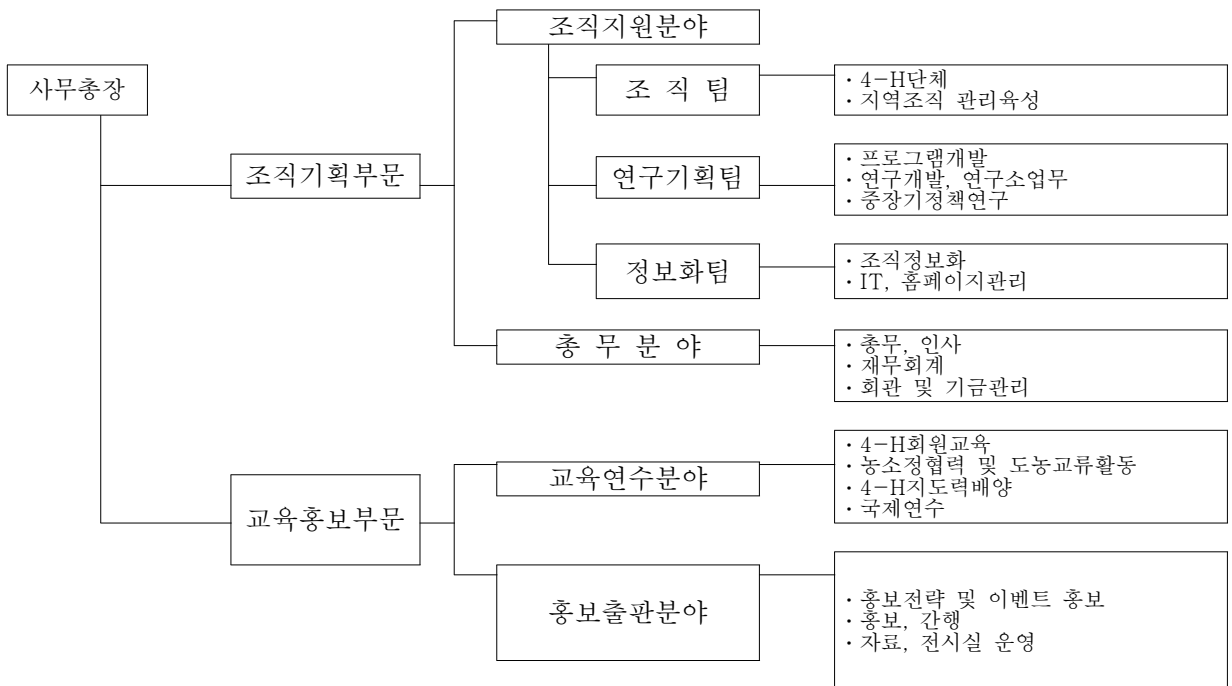 사무총장
조직기획부문
조직지원분야
조 직 팀
· 4-H단체
· 지역조직 관리육성
연구기획팀
· 프로그램개발
· 연구개발, 연구소업무
· 중장기정책연구
정보화팀
· 조직정보화
· IT, 홈페이지관리
총 무 분 야
· 총무, 인사
· 재무회계
· 회관 및 기금관리
교육홍보부문
교육연수분야
· 4-H회원교육
· 농소정협력 및 도농교류활동
· 4-H지도력배양
· 국제연수
홍보출판분야
· 홍보전략 및 이벤트 홍보
· 홍보, 간행
· 자료, 전시실 운영